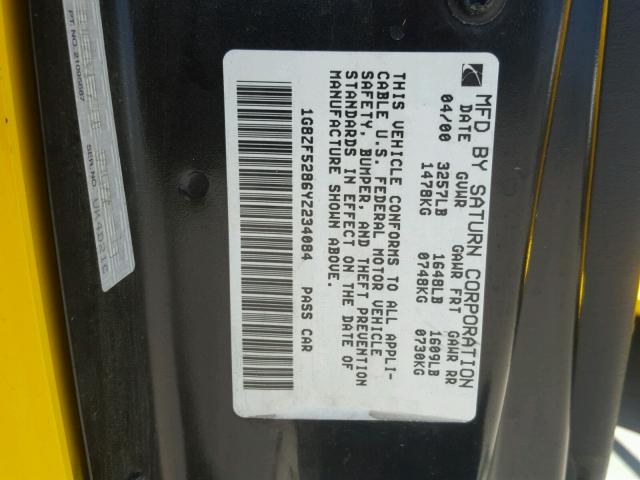 MFD BY SATURN CORPORATION
DATE GVWR GAWR FRT GAWR RR
04/00 3257LB 1648LB 1609LB
1478KG 0748KG 0730KG
THIS VEHICLE CONFORMS TO ALL APPLI-
CABLE U.S. FEDERAL MOTOR VEHICLE
SAFETY, BUMPER, AND THEFT PREVENTION
STANDARDS IN EFFECT ON THE DATE OF
MANUFACTURE SHOWN ABOVE.
1G8ZF5286YZ234084 PASS CAR